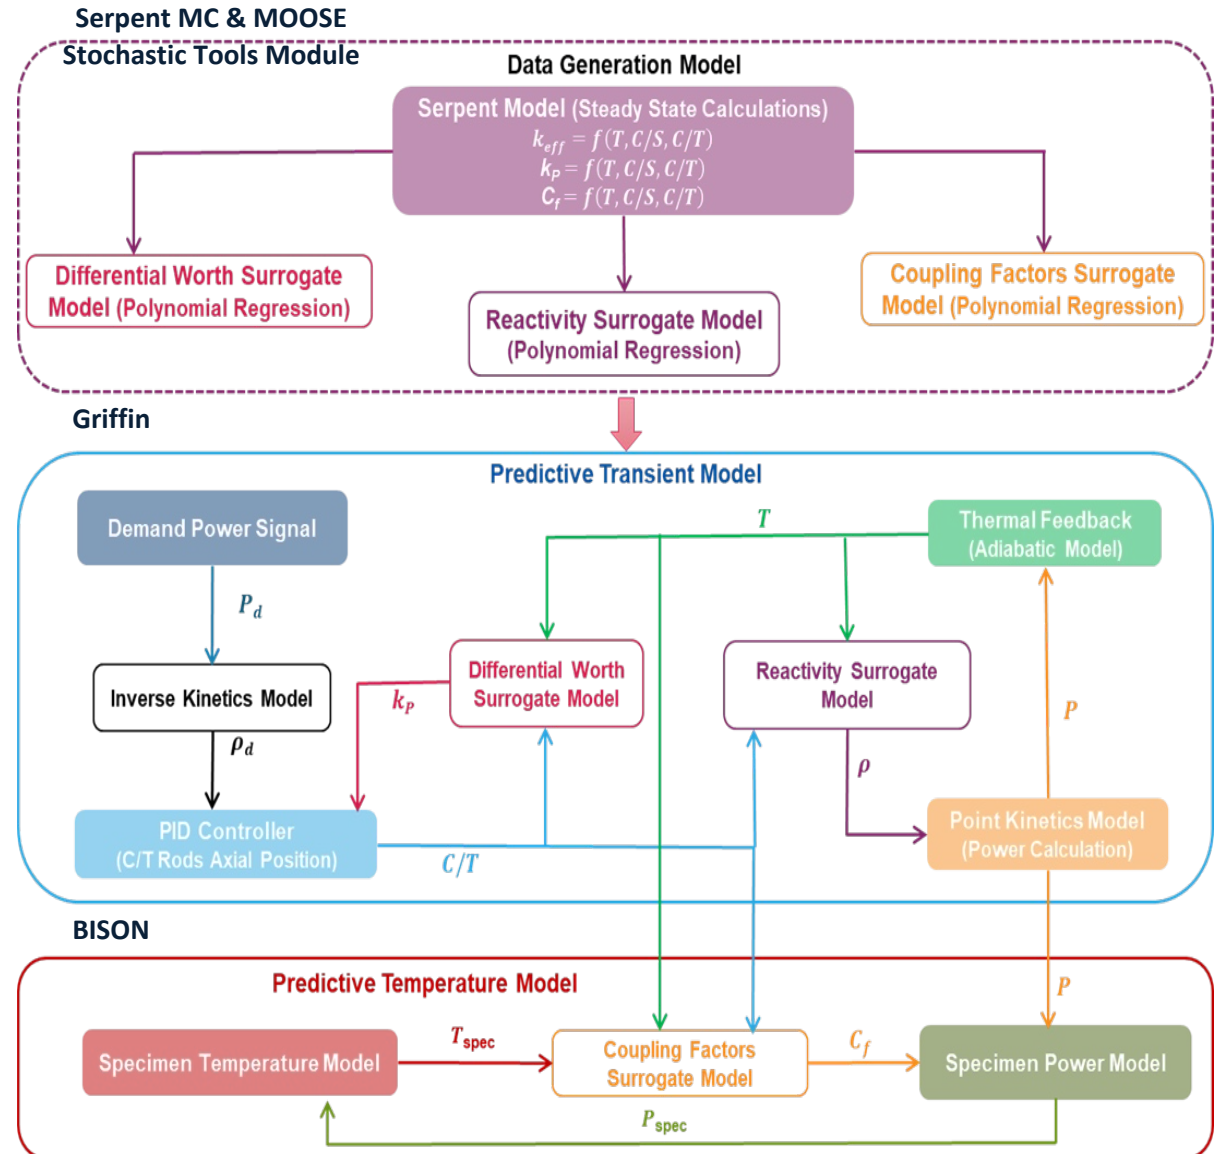 Serpent MC & MOOSE
Stochastic Tools Module
Data Generation Model
Serpent Model (Steady State Calculations)
k_eff = f(T, C/S, C/T)
k_P = f(T, C/S, C/T)
C_f = f(T, C/S, C/T)
Differential Worth Surrogate
Model (Polynomial Regression)
Reactivity Surrogate Model
(Polynomial Regression)
Coupling Factors Surrogate
Model (Polynomial Regression)
Griffin
Predictive Transient Model
Demand Power Signal
T
Thermal Feedback
(Adiabatic Model)
P_d
Inverse Kinetics Model
k_P
Differential Worth
Surrogate Model
Reactivity Surrogate
Model
P
ρ_d
ρ
PID Controller
(C/T Rods Axial Position)
C/T
Point Kinetics Model
(Power Calculation)
BISON
Predictive Temperature Model
P
Specimen Temperature Model
T_spec
Coupling Factors
Surrogate Model
C_f
Specimen Power Model
P_spec